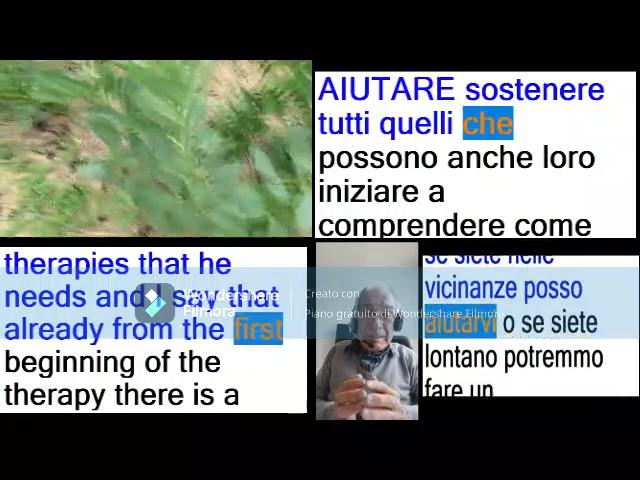 AIUTARE sostenere
tutti quelli che
possono anche loro
iniziare a
comprendere come
therapies that he
needs and I say that
already from the first
beginning of the
therapy there is a
Wondershare
Filmora
Creato con
Piano gratuito di Wondershare Filmora
se siete nelle
vicinanze posso
aiutarvi o se siete
lontano potremmo
fare un